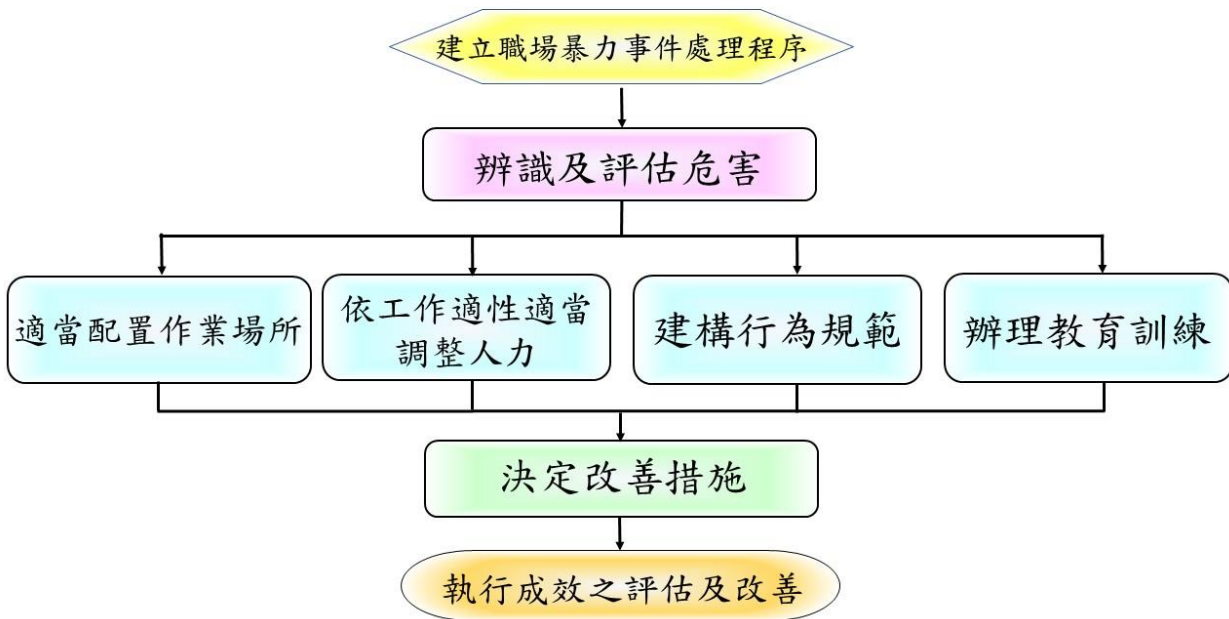 建立職場暴力事件處理程序
辨識及評估危害
適當配置作業場所
依工作適性適當
調整人力
建構行為規範
辦理教育訓練
決定改善措施
執行成效之評估及改善